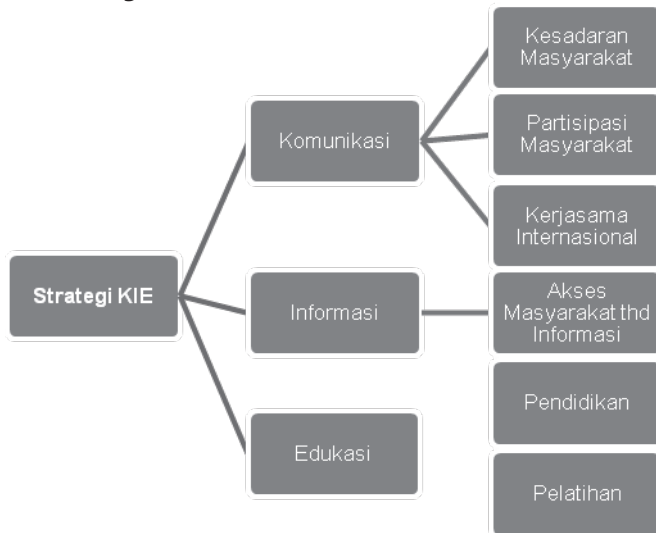 Strategi KIE
Komunikasi
Kesadaran
Masyarakat
Partisipasi
Masyarakat
Kerjasama
Internasional
Informasi
Akses
Masyarakat thd
Informasi
Edukasi
Pendidikan
Pelatihan